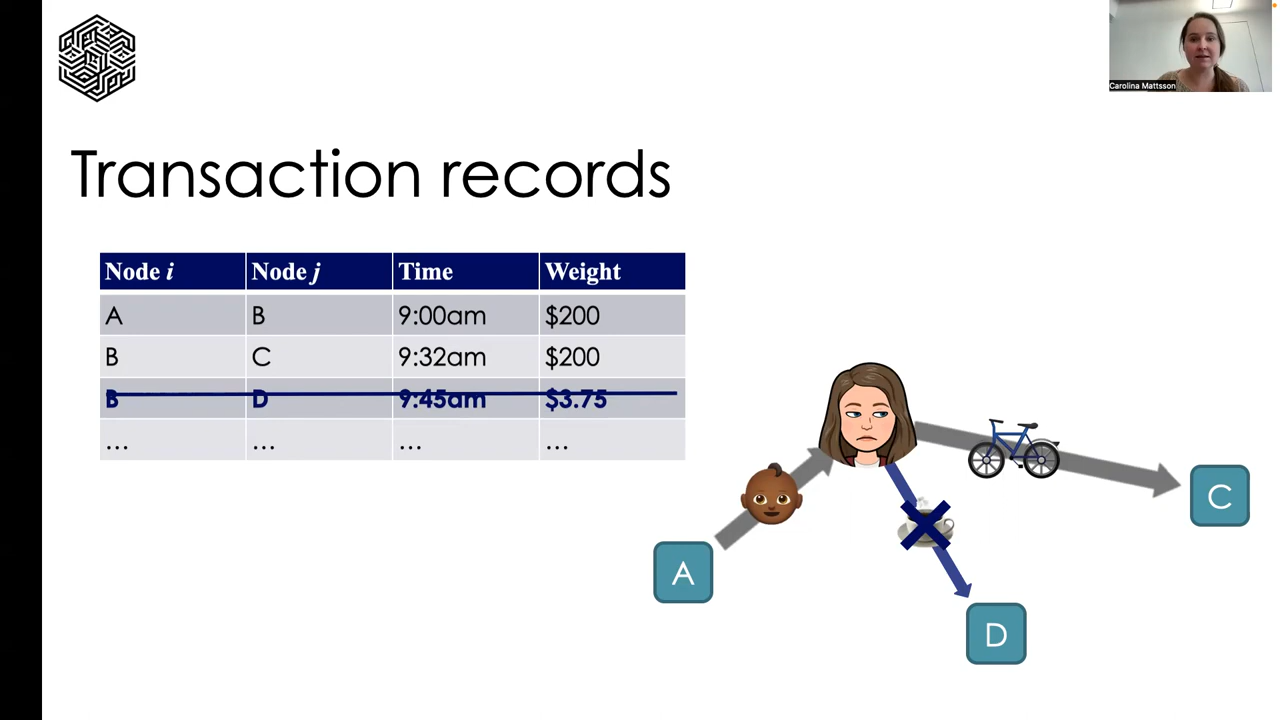 Carolina Mattsson
Transaction records
Node i Node j Time Weight
A B 9:00am $200
B C 9:32am $200
B D 9:45am $3.75
... ... ... ...
A
C
D